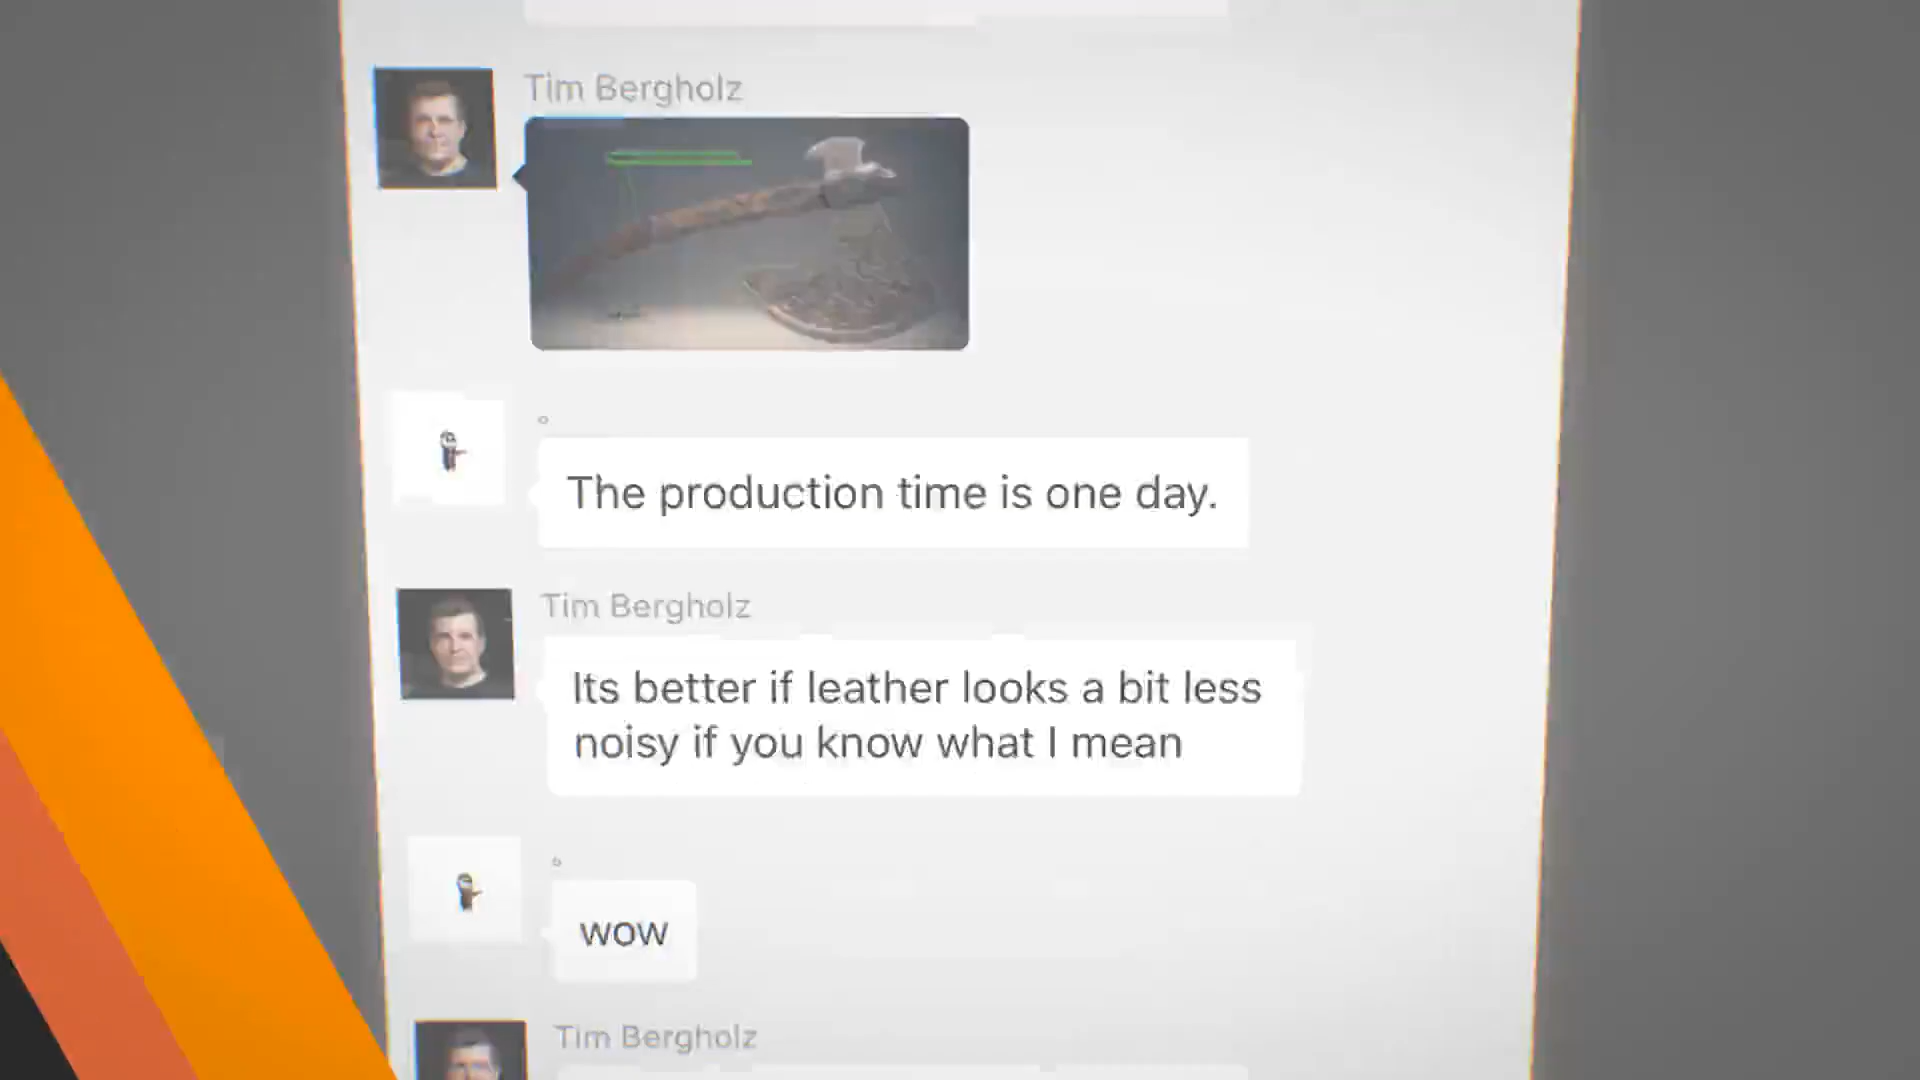 Tim Bergholz
The production time is one day.
Tim Bergholz
Its better if leather looks a bit less
noisy if you know what I mean
wow
Tim Bergholz